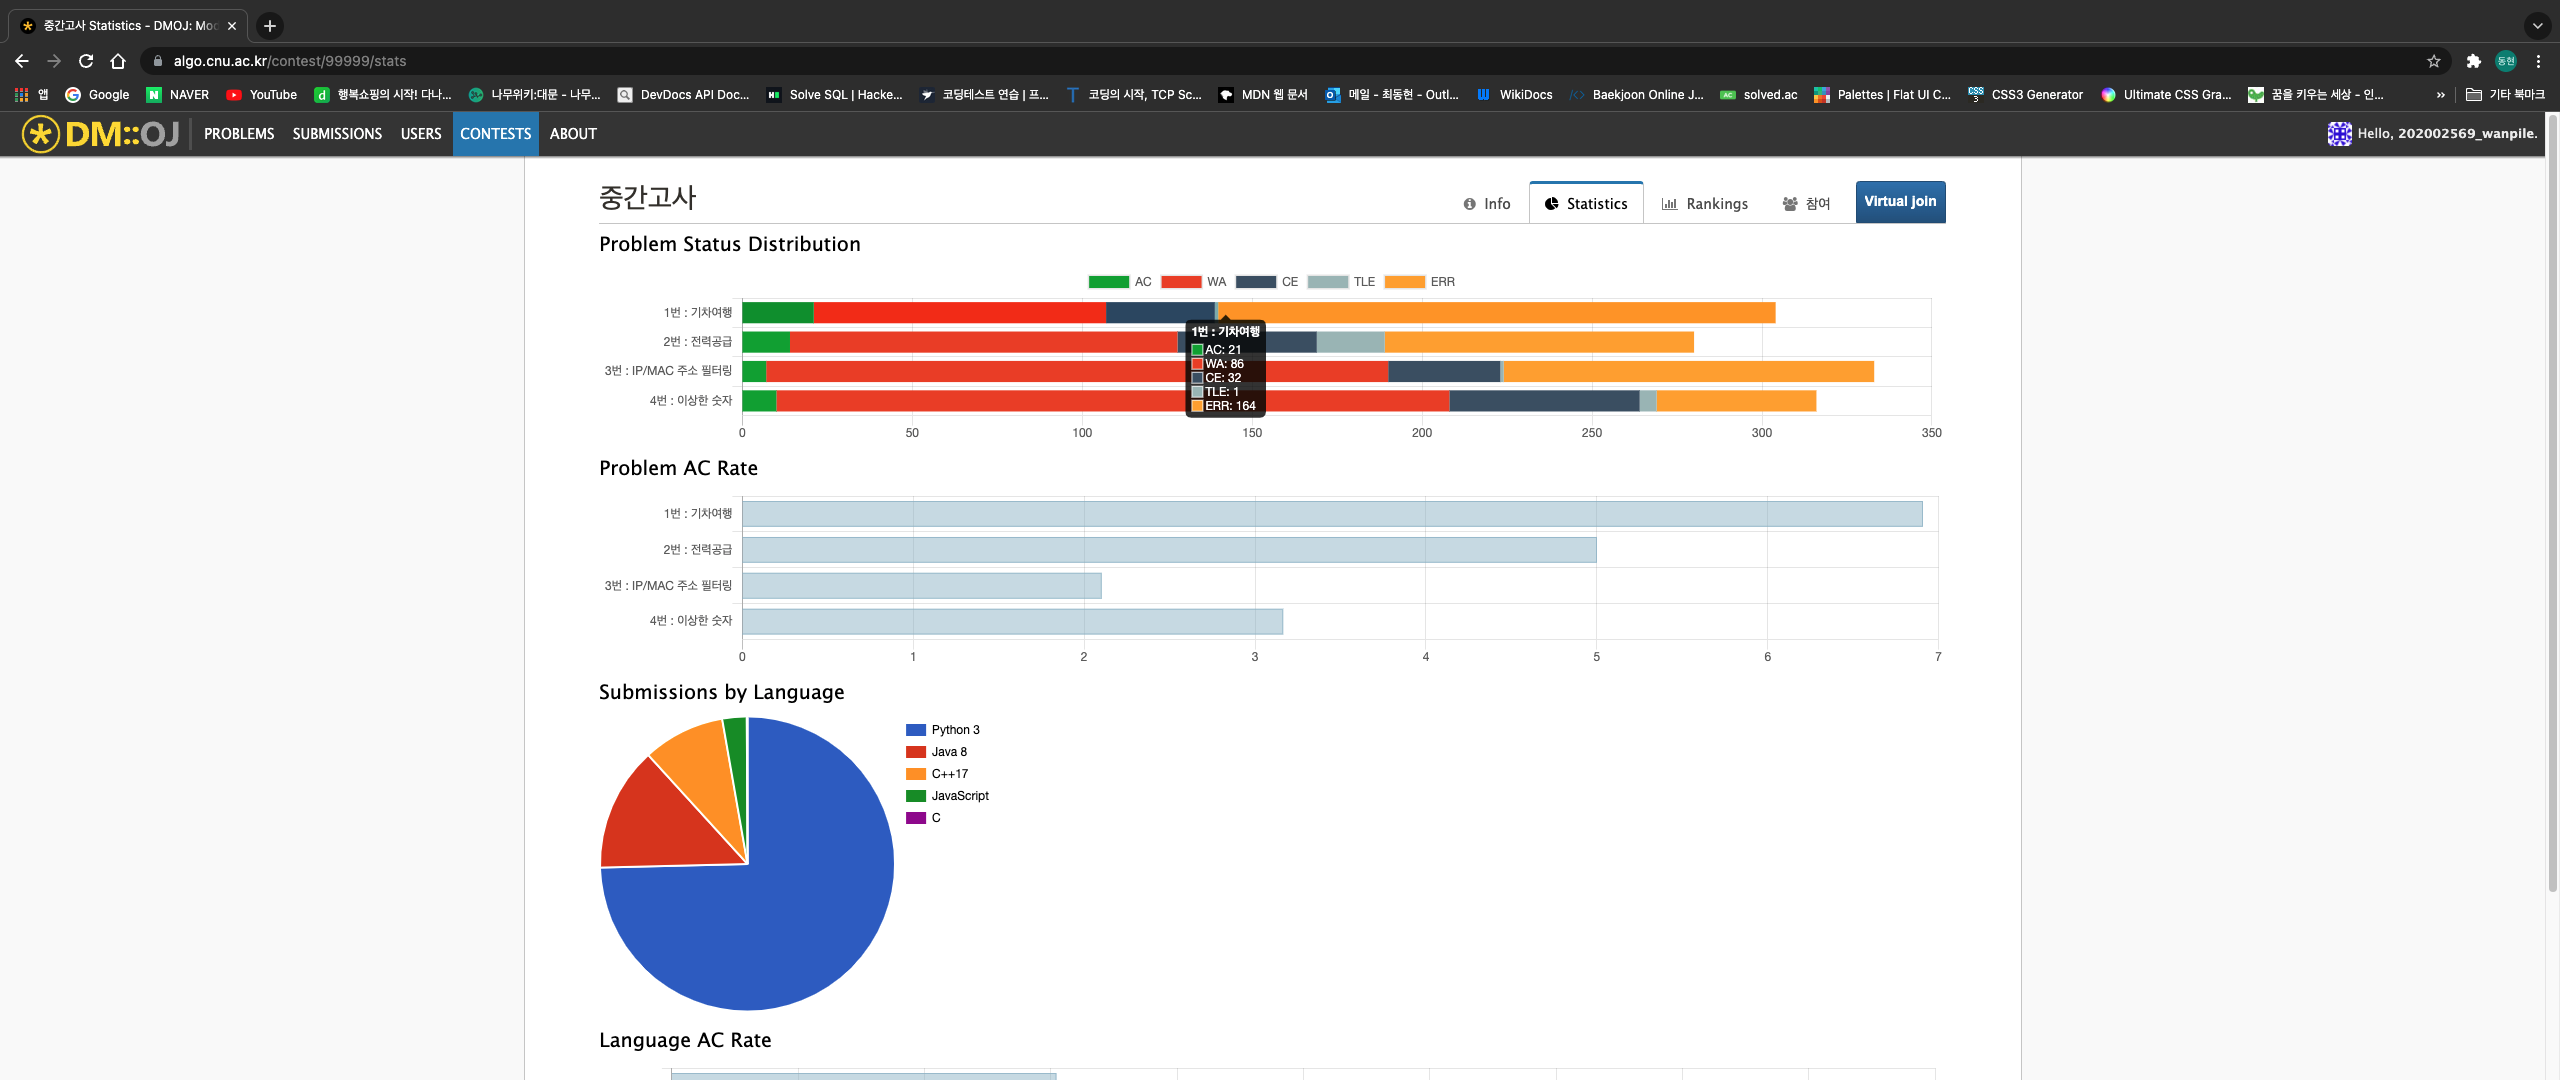 중간고사 Statistics - DMOJ: Moo
algo.cnu.ac.kr/contest/99999/stats
동현
앱 Google NAVER YouTube 행복쇼핑의 시작! 다나... 나무위키:대문 - 나무... DevDocs API Doc... Solve SQL | Hacke... 코딩테스트 연습 | 프... 코딩의 시작, TCP Sc... MDN 웹 문서 메일 - 최동현 - Outl... WikiDocs Baekjoon Online J... solved.ac Palettes | Flat UI C... CSS3 Generator Ultimate CSS Gra... 꿈을 키우는 세상 - 인... » 기타 북마크
DM::OJ PROBLEMS SUBMISSIONS USERS CONTESTS ABOUT Hello, 202002569_wanpile.
중간고사 Info Statistics Rankings 참여 Virtual join
Problem Status Distribution
AC WA CE TLE ERR
1번 : 기차여행
2번 : 전력공급
3번 : IP/MAC 주소 필터링
4번 : 이상한 숫자
1번 : 기차여행
AC: 21
WA: 86
CE: 32
TLE: 1
ERR: 164
0 50 100 150 200 250 300 350
Problem AC Rate
1번 : 기차여행
2번 : 전력공급
3번 : IP/MAC 주소 필터링
4번 : 이상한 숫자
0 1 2 3 4 5 6 7
Submissions by Language
Python 3
Java 8
C++17
JavaScript
C
Language AC Rate